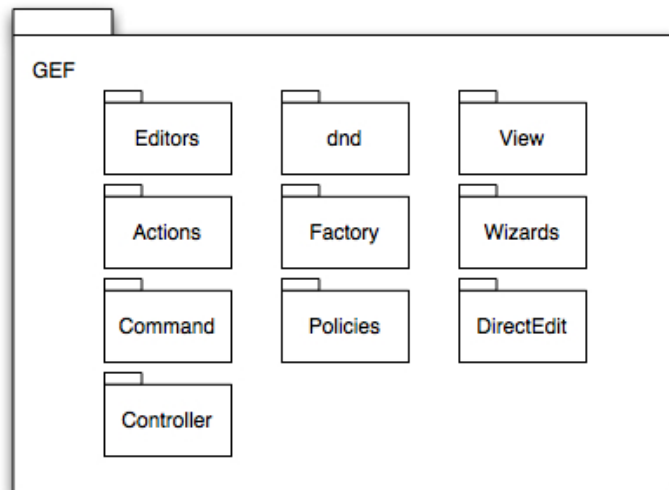 GEF
Editors
dnd
View
Actions
Factory
Wizards
Command
Policies
DirectEdit
Controller